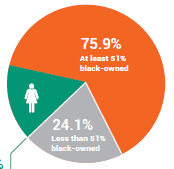 75.9%
At least 51%
black-owned
24.1%
Less than 51%
black-owned
%